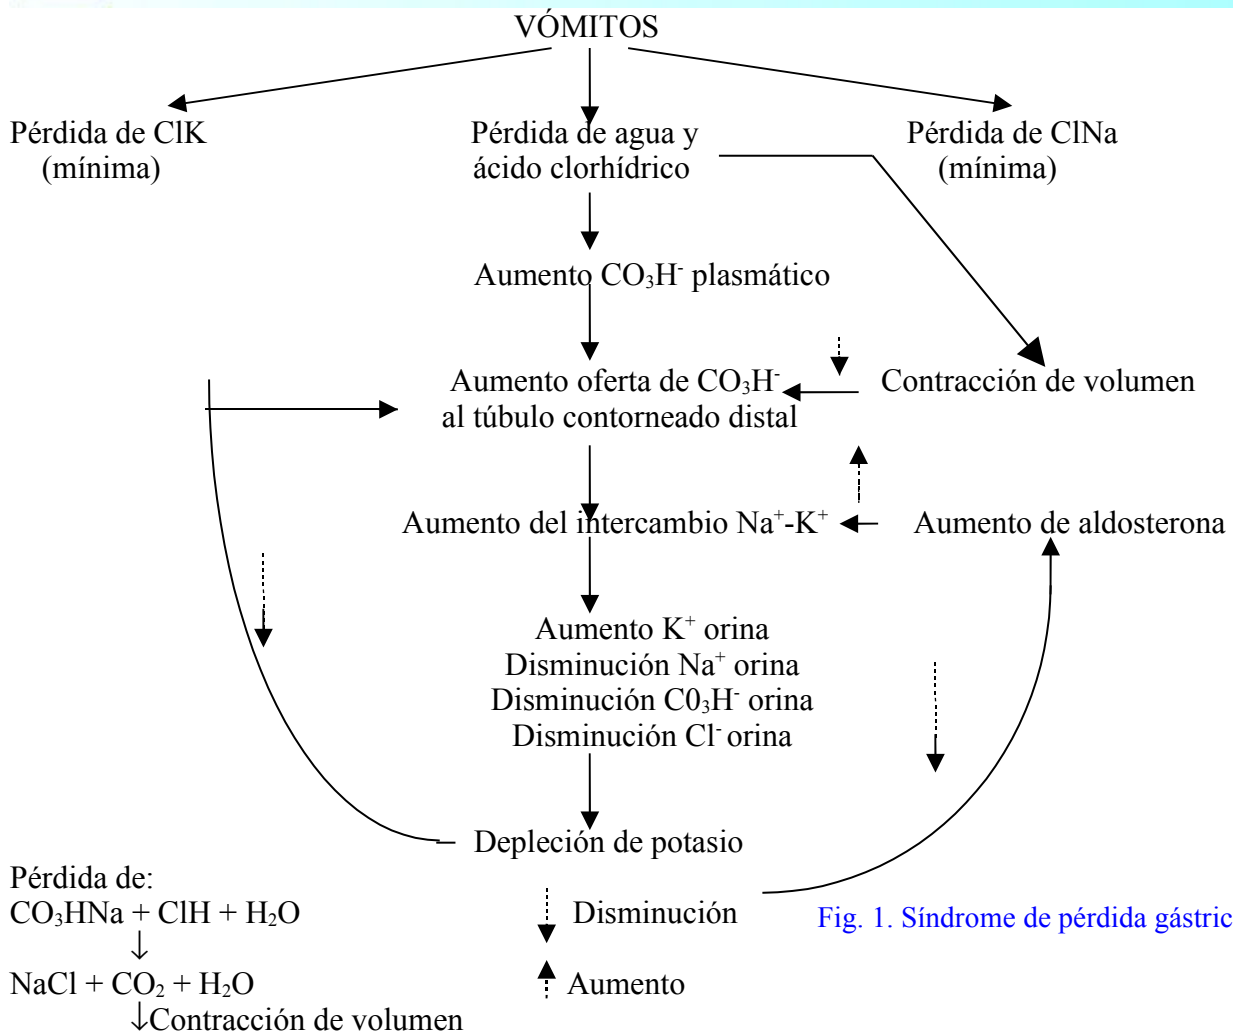 VÓMITOS
Pérdida de ClK
(mínima)
Pérdida de agua y
ácido clorhídrico
Pérdida de ClNa
(mínima)
Aumento CO₃H⁻ plasmático
Aumento oferta de CO₃H⁻
al túbulo contorneado distal
Contracción de volumen
Aumento del intercambio Na⁺-K⁺
Aumento de aldosterona
Aumento K⁺ orina
Disminución Na⁺ orina
Disminución C0₃H⁻ orina
Disminución Cl⁻ orina
Depleción de potasio
Pérdida de:
CO₃HNa + ClH + H₂O
↓
NaCl + CO₂ + H₂O
↓Contracción de volumen
Disminución
Aumento
Fig. 1. Síndrome de pérdida gástric